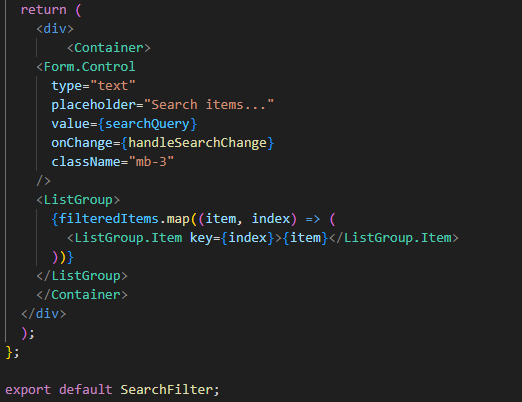 return (
<div>
<Container>
<Form.Control
type="text"
placeholder="Search items..."
value={searchQuery}
onChange={handleSearchChange}
className="mb-3"
/>
<ListGroup>
{filteredItems.map((item, index) => (
<ListGroup.Item key={index}>{item}</ListGroup.Item>
))}
</ListGroup>
</Container>
</div>
);
};
export default SearchFilter;